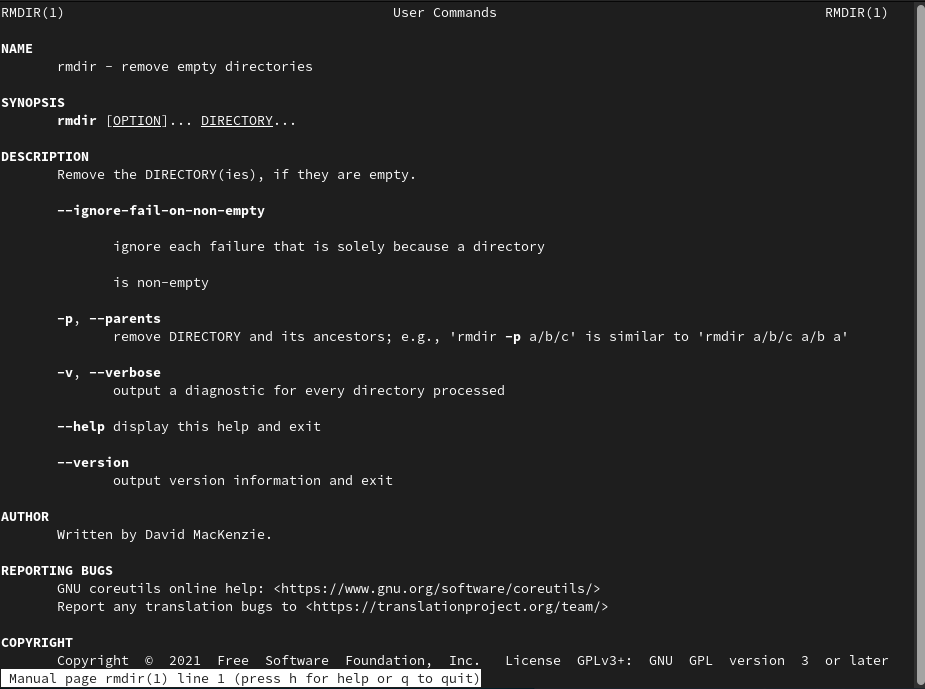 RMDIR(1) User Commands RMDIR(1)
NAME
rmdir - remove empty directories
SYNOPSIS
rmdir [OPTION]... DIRECTORY...
DESCRIPTION
Remove the DIRECTORY(ies), if they are empty.
--ignore-fail-on-non-empty
ignore each failure that is solely because a directory
is non-empty
-p, --parents
remove DIRECTORY and its ancestors; e.g., 'rmdir -p a/b/c' is similar to 'rmdir a/b/c a/b a'
-v, --verbose
output a diagnostic for every directory processed
--help display this help and exit
--version
output version information and exit
AUTHOR
Written by David MacKenzie.
REPORTING BUGS
GNU coreutils online help: <https://www.gnu.org/software/coreutils/>
Report any translation bugs to <https://translationproject.org/team/>
COPYRIGHT
Copyright © 2021 Free Software Foundation, Inc. License GPLv3+: GNU GPL version 3 or later
Manual page rmdir(1) line 1 (press h for help or q to quit)